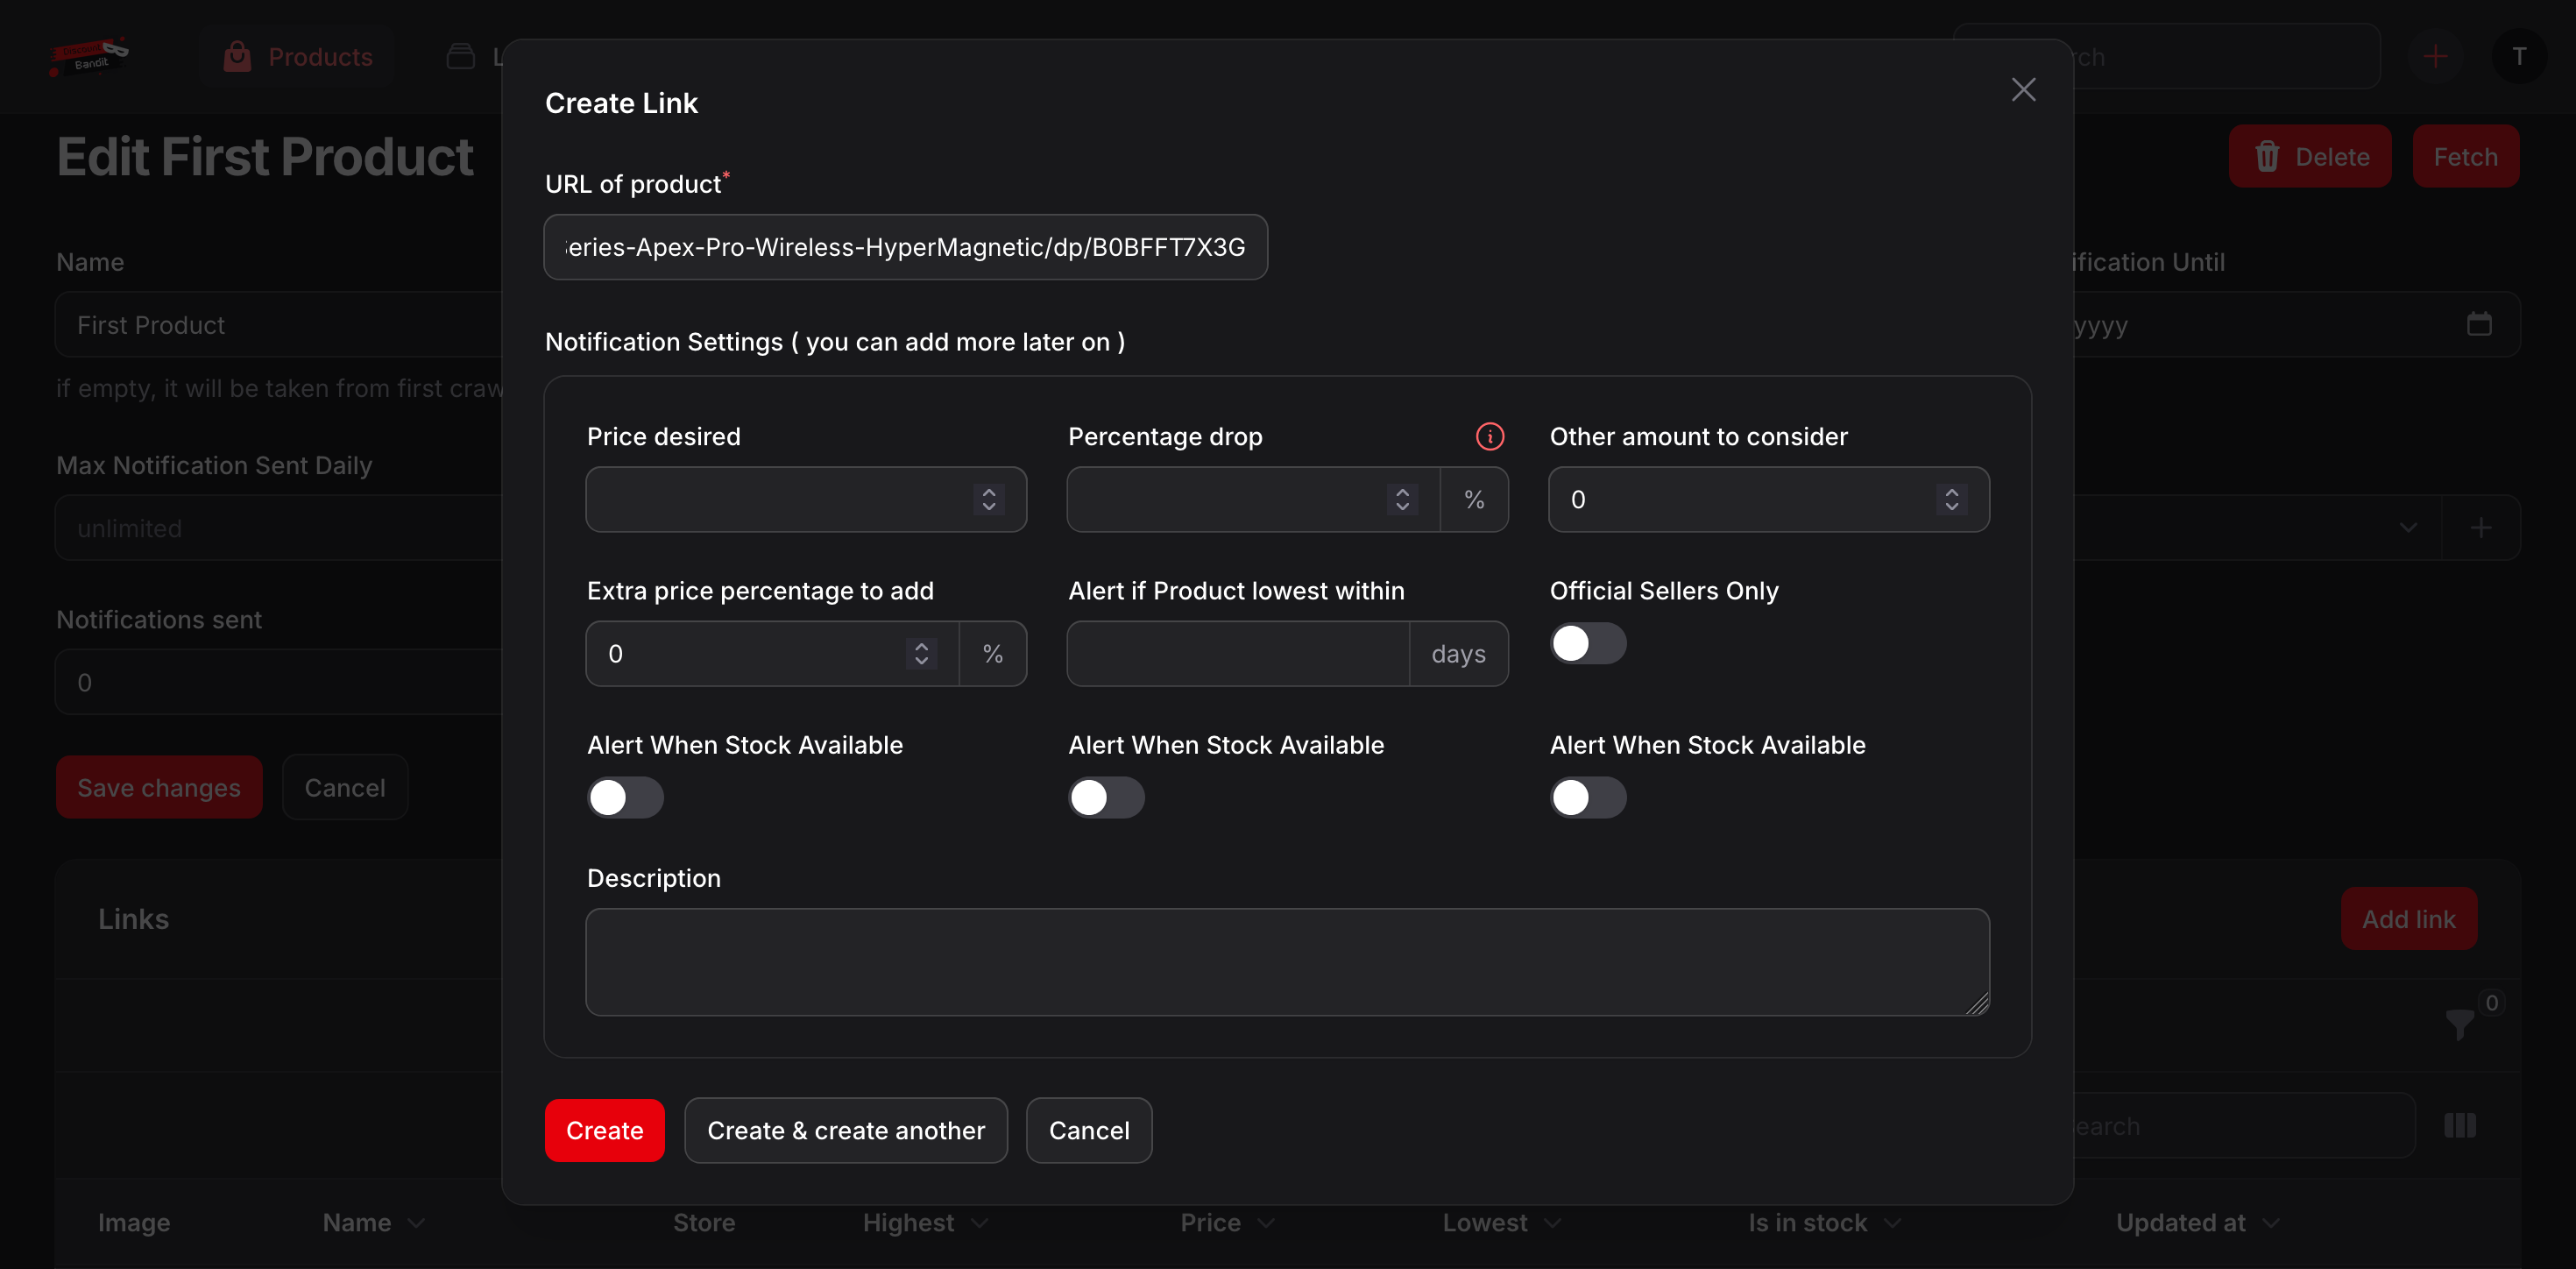 Discount
Bandit
Products
T
Create Link
Edit First Product
Delete
Fetch
URL of product*
eries-Apex-Pro-Wireless-HyperMagnetic/dp/B0BFFT7X3G
Name
ification Until
First Product
yyyy
Notification Settings ( you can add more later on )
if empty, it will be taken from first craw
Price desired
Percentage drop
Other amount to consider
Max Notification Sent Daily
%
0
unlimited
Extra price percentage to add
Alert if Product lowest within
Official Sellers Only
Notifications sent
0
%
days
0
Alert When Stock Available
Alert When Stock Available
Alert When Stock Available
Save changes
Cancel
Description
Links
Add link
0
Create
Create & create another
Cancel
earch
Image
Name
Store
Highest
Price
Lowest
Is in stock
Updated at